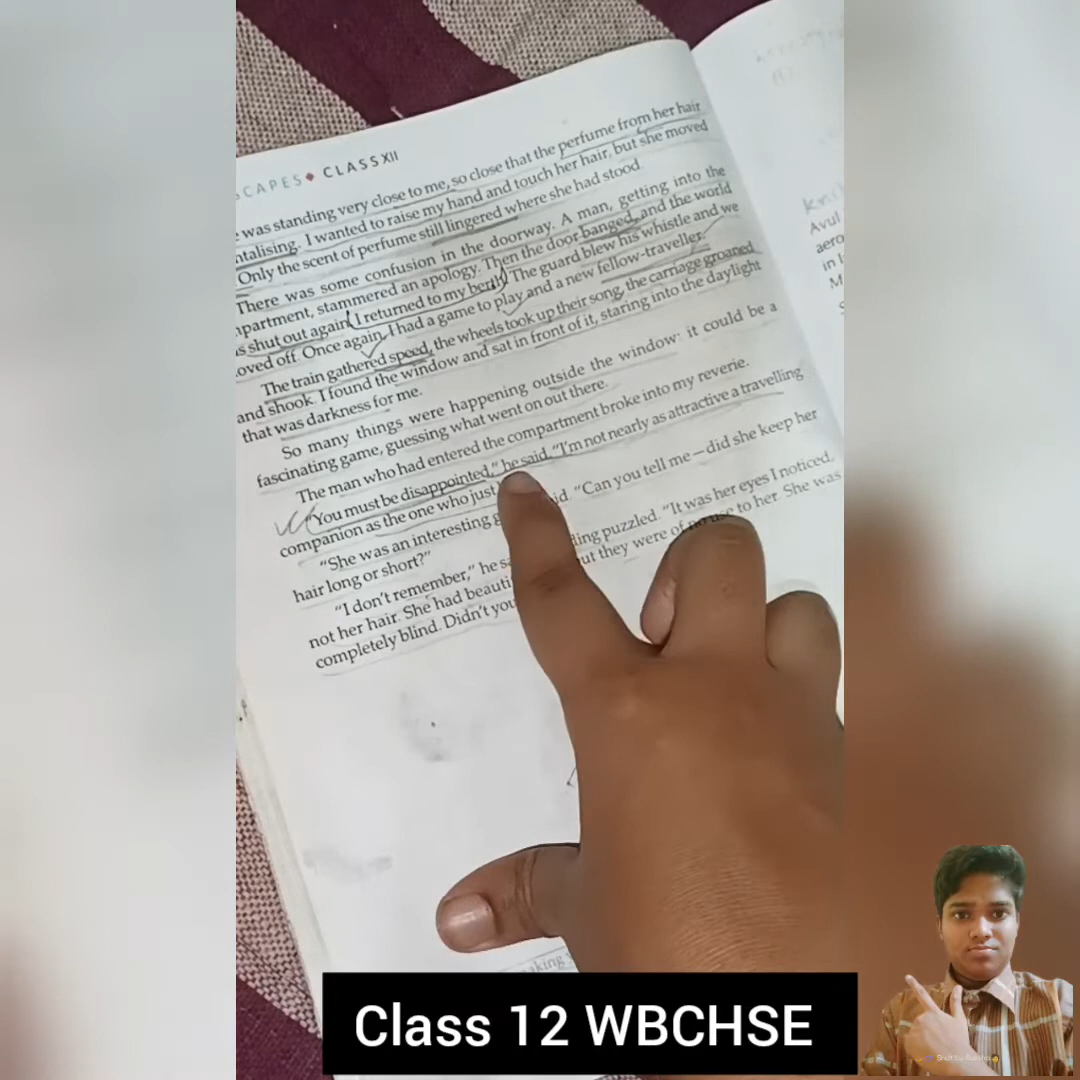 CAPES CLASS XII
was standing very close to me, so close that the perfume from her hair
ntalising. I wanted to raise my hand and touch her hair, but she moved
Only the scent of perfume still lingered where she had stood.
There was some confusion in the doorway. A man, getting into the
partment, stammered an apology. Then the door banged, and the world
s shut out again. I returned to my berth. The guard blew his whistle and we
oved off. Once again, I had a game to play and a new fellow-traveller.
The train gathered speed, the wheels took up their song, the carriage groaned
and shook. I found the window and sat in front of it, staring into the daylight
that was darkness for me.
So many things were happening outside the window: it could be a
fascinating game, guessing what went on out there.
The man who had entered the compartment broke into my reverie.
"You must be disappointed," he said. "I'm not nearly as attractive a travelling
companion as the one who just
"She was an interesting g id. "Can you tell me—did she keep her
hair long or short?"
"I don't remember," he s ling puzzled. "It was her eyes I noticed,
not her hair. She had beauti ut they were of no use to her. She was
completely blind. Didn't you
Avul
aero
in
M
aking
Class 12 WBCHSE